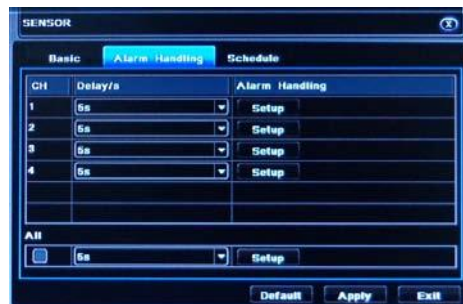 SENSOR X
Basic Alarm Handling Schedule
CH Delay/s Alarm Handling
1 5s Setup
2 5s Setup
3 5s Setup
4 5s Setup
All
5s Setup
Default Apply Exit